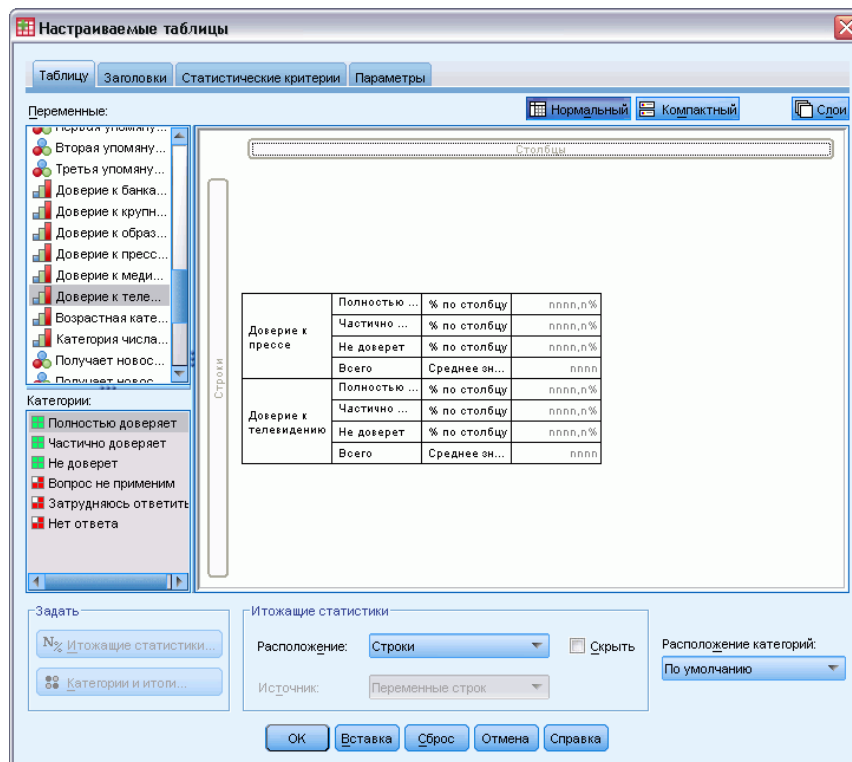 Настраиваемые таблицы
Таблицу Заголовки Статистические критерии Параметры
Переменные:
Нормальный Компактный Слои
Первая упомяну...
Вторая упомяну...
Третья упомяну...
Доверие к банка...
Доверие к крупн...
Доверие к образ...
Доверие к пресс...
Доверие к меди...
Доверие к теле...
Возрастная кате...
Категория числа...
Получает новос...
Получает новос...
Категории:
Полностью доверяет
Частично доверяет
Не доверет
Вопрос не применим
Затрудняюсь ответить
Нет ответа
Столбцы
Строки
Доверие к прессе
Полностью ... % по столбцу nnnn,n%
Частично ... % по столбцу nnnn,n%
Не доверет % по столбцу nnnn,n%
Всего Среднее зн... nnnn
Доверие к телевидению
Полностью ... % по столбцу nnnn,n%
Частично ... % по столбцу nnnn,n%
Не доверет % по столбцу nnnn,n%
Всего Среднее зн... nnnn
Задать
N% Итожащие статистики...
Категории и итоги...
Итожащие статистики
Расположение: Строки Скрыть
Источник: Переменные строк
Расположение категорий:
По умолчанию
OK Вставка Сброс Отмена Справка